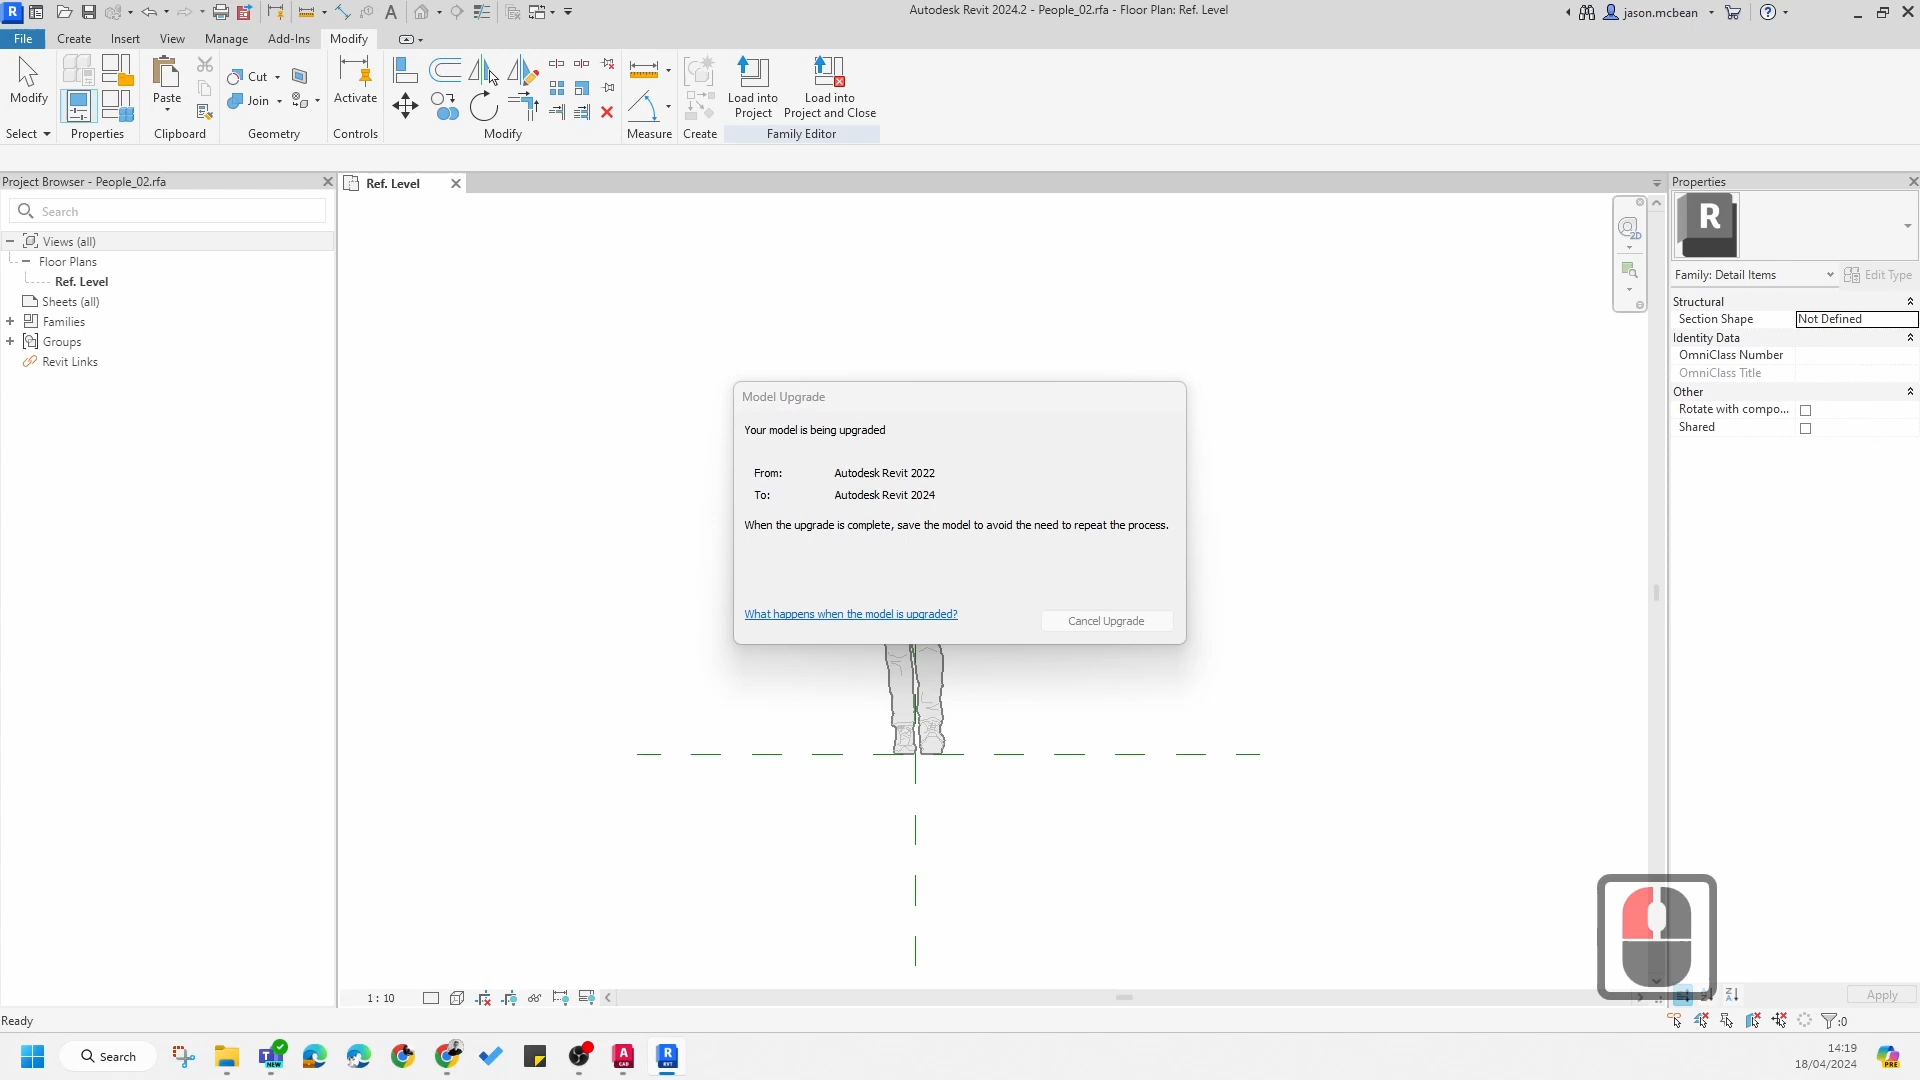 Autodesk Revit 2024.2 - People_02.rfa - Floor Plan: Ref. Level
jason.mcbean
File Create Insert View Manage Add-Ins Modify
Modify
Select
Properties
Paste
Clipboard
Cut
Join
Geometry
Activate
Controls
Modify
Measure
Create
Load into
Project
Load into
Project and Close
Family Editor
Project Browser - People_02.rfa
Search
Views (all)
Floor Plans
Ref. Level
Sheets (all)
Families
Groups
Revit Links
Ref. Level
2D
Model Upgrade
Your model is being upgraded
From: Autodesk Revit 2022
To: Autodesk Revit 2024
When the upgrade is complete, save the model to avoid the need to repeat the process.
What happens when the model is upgraded?
Cancel Upgrade
Properties
R
Family: Detail Items
Edit Type
Structural
Section Shape Not Defined
Identity Data
OmniClass Number
OmniClass Title
Other
Rotate with compo...
Shared
Apply
1 : 10
Ready
:0
Search
NEW
A
CAD
R
RVT
14:19
18/04/2024
PRE